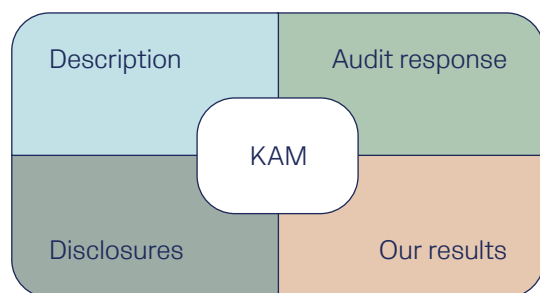 Description
Audit response
KAM
Disclosures
Our results